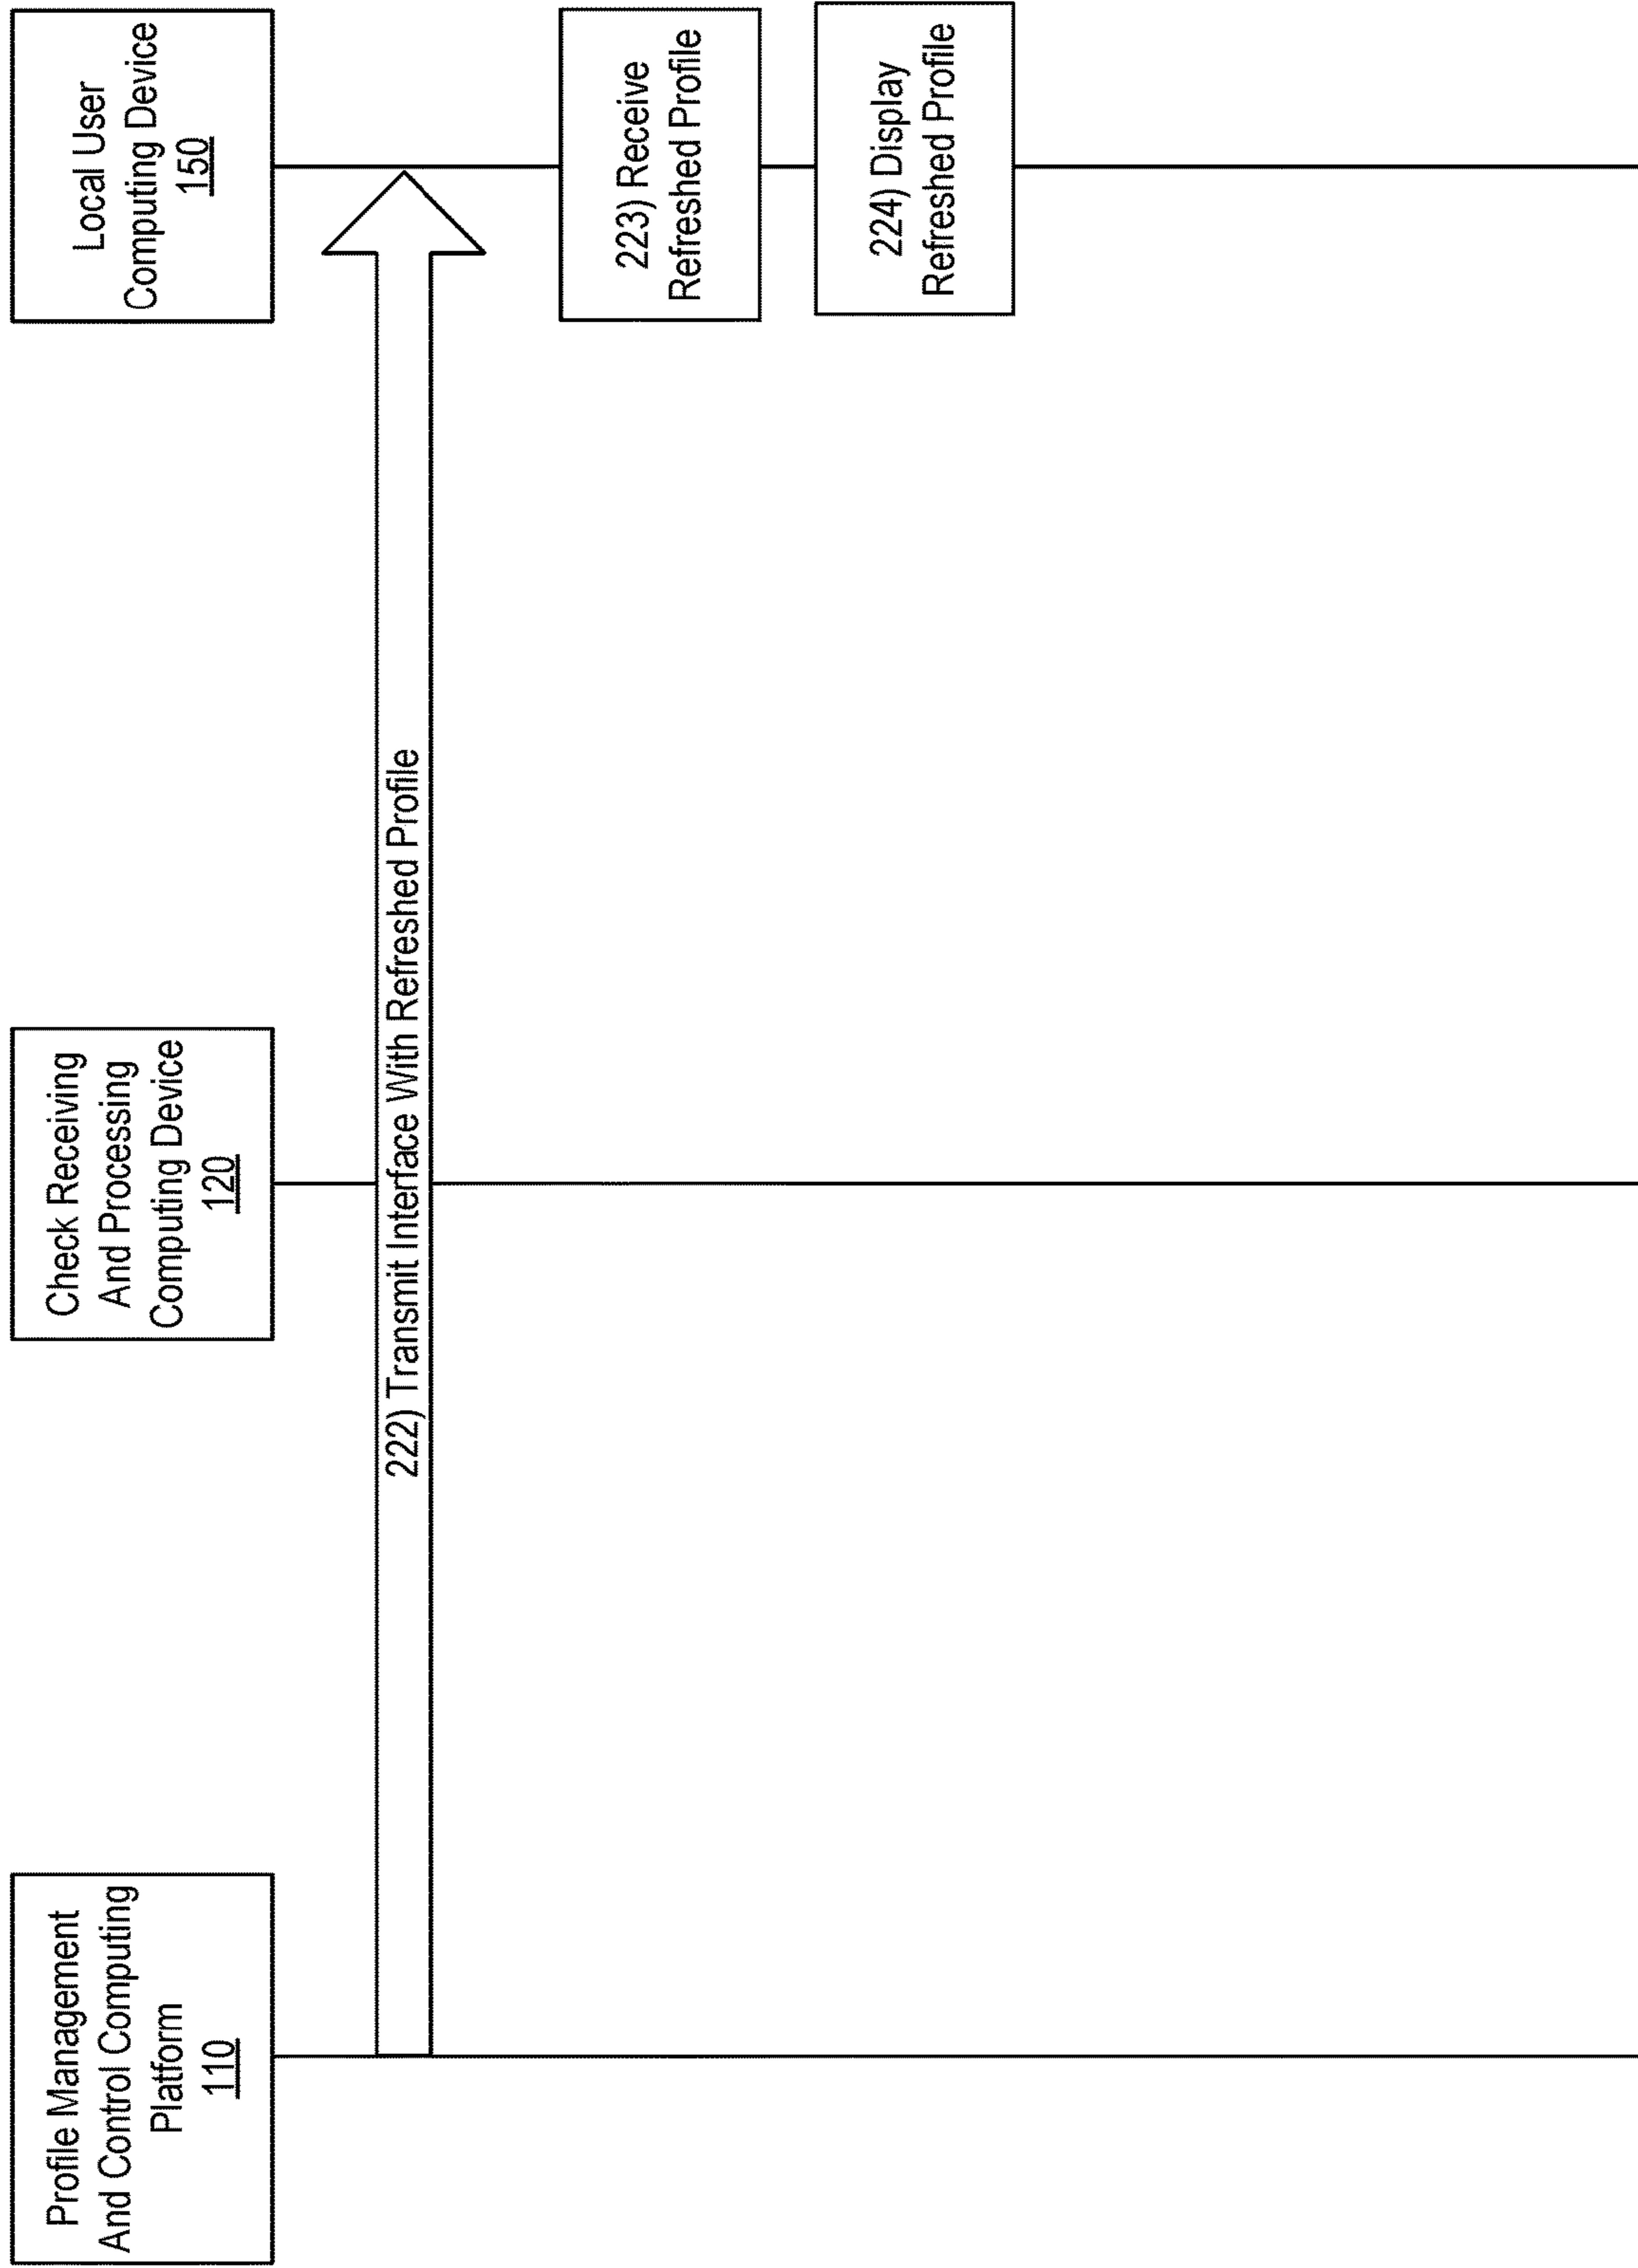 Profile Management
And Control Computing
Platform
110
Check Receiving
And Processing
Computing Device
120
Local User
Computing Device
150
222) Transmit Interface With Refreshed Profile
223) Receive
Refreshed Profile
224) Display
Refreshed Profile